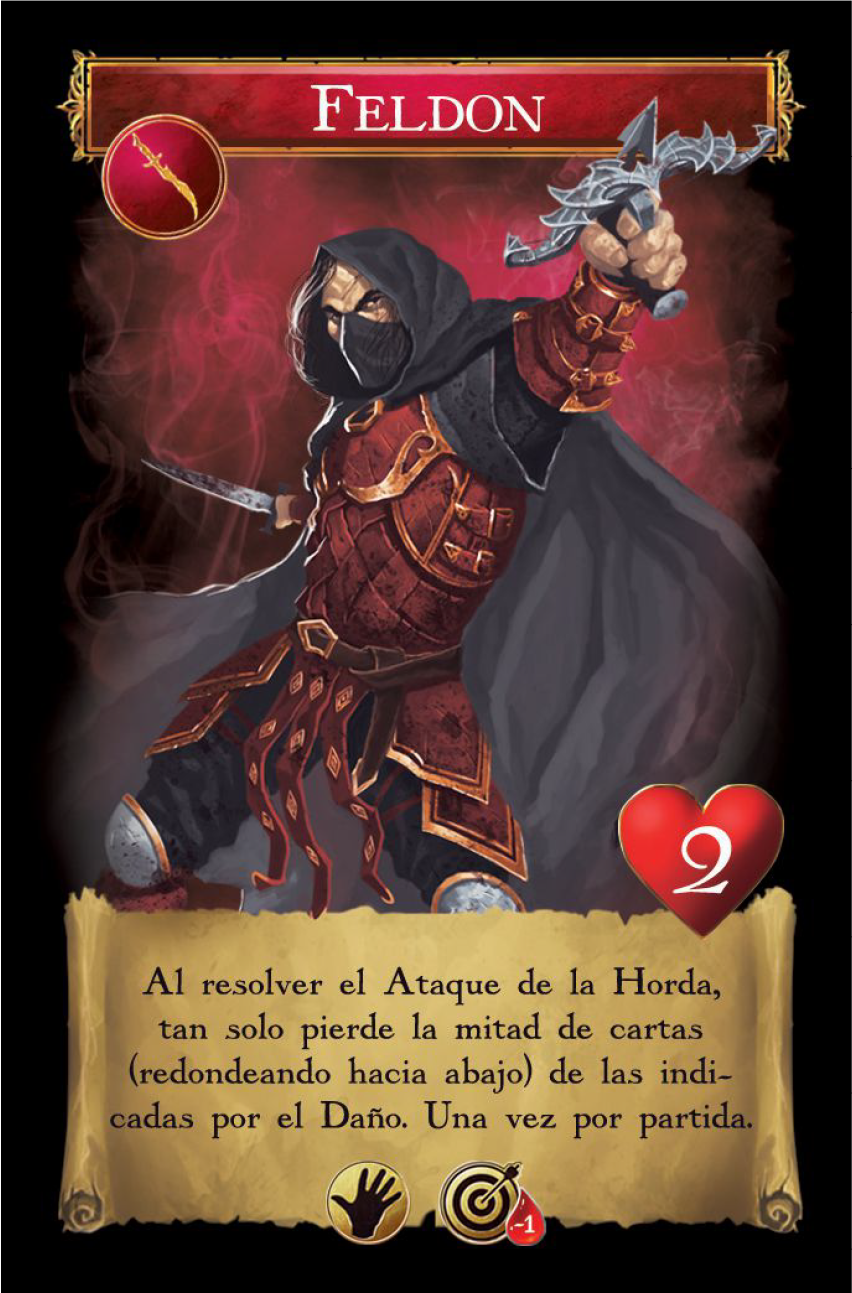 FELDON
2
Al resolver el Ataque de la Horda,
tan solo pierde la mitad de cartas
(redondeando hacia abajo) de las indi-
cadas por el Daño. Una vez por partida.
-1